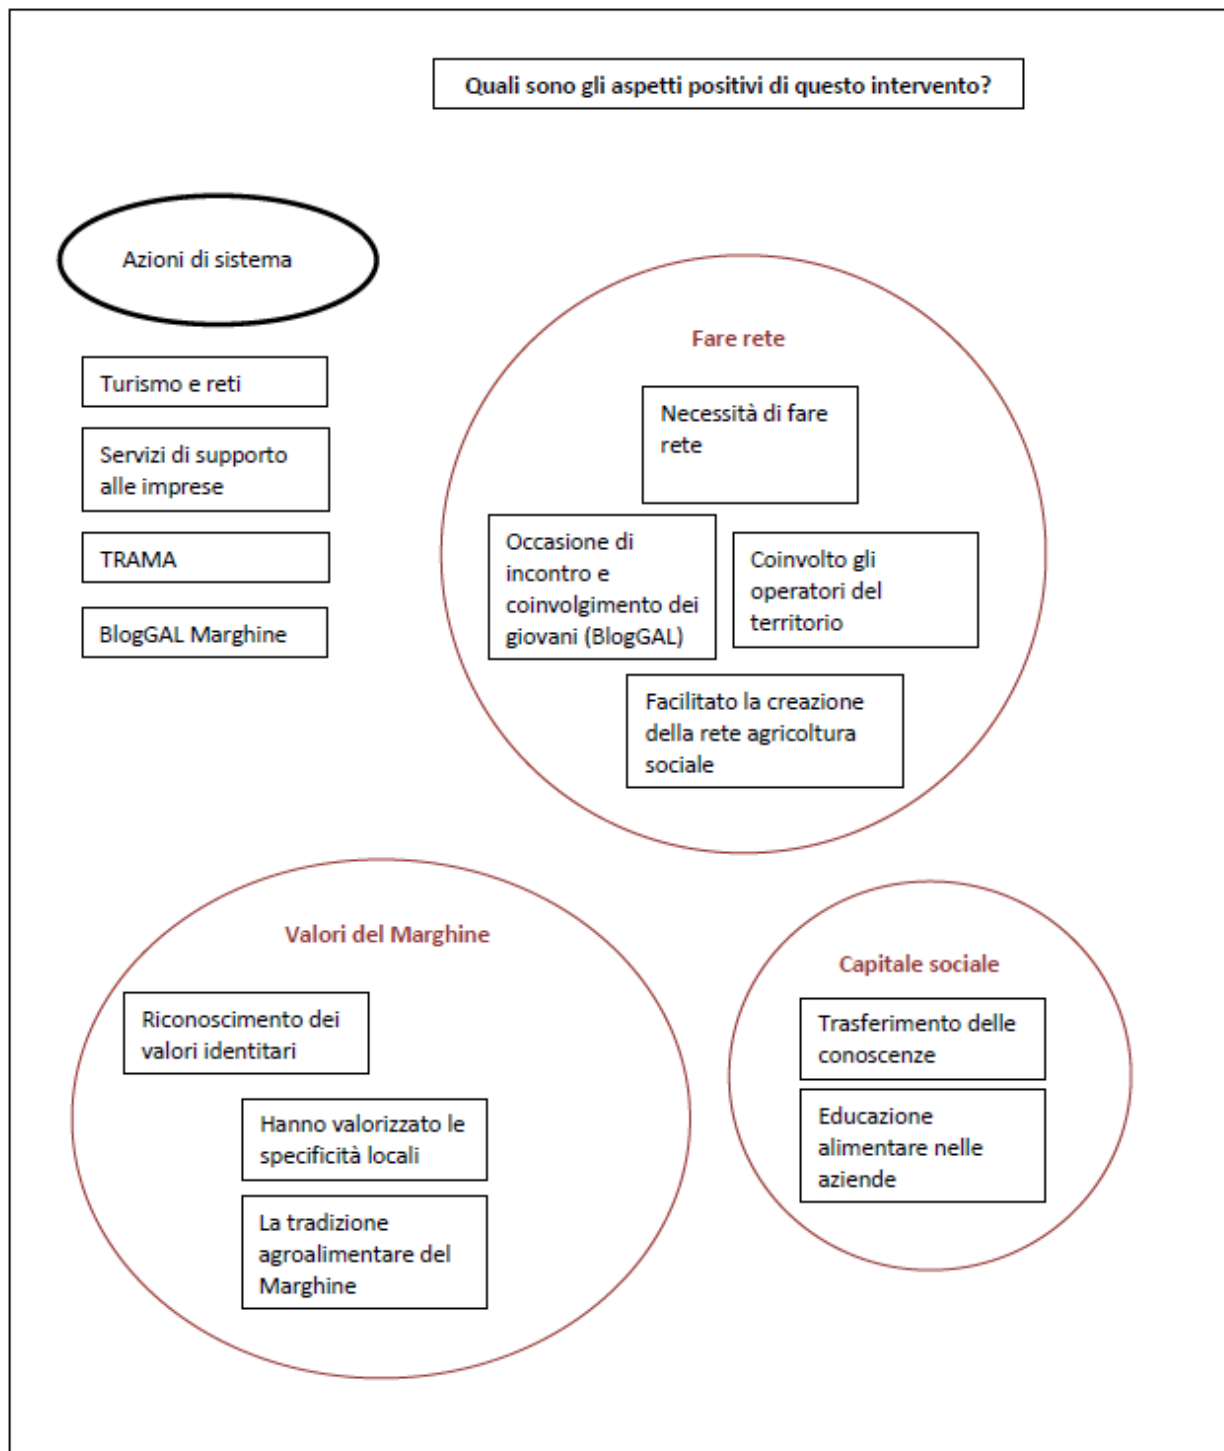 Quali sono gli aspetti positivi di questo intervento?
Azioni di sistema
Turismo e reti
Servizi di supporto
alle imprese
TRAMA
BlogGAL Marghine
Fare rete
Necessità di fare
rete
Occasione di
incontro e
coinvolgimento dei
giovani (BlogGAL)
Coinvolto gli
operatori del
territorio
Facilitato la creazione
della rete agricoltura
sociale
Valori del Marghine
Riconoscimento dei
valori identitari
Hanno valorizzato le
specificità locali
La tradizione
agroalimentare del
Marghine
Capitale sociale
Trasferimento delle
conoscenze
Educazione
alimentare nelle
aziende